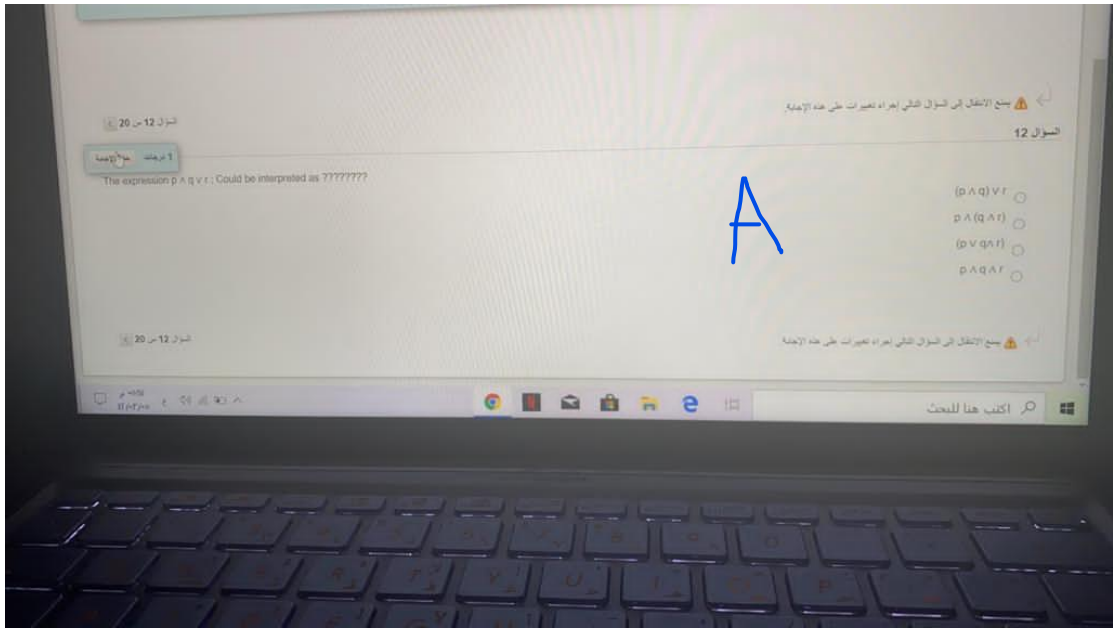 يمنع الانتقال إلى السؤال التالي إجراء تغييرات على هذه الإجابة.
السؤال 12 من 20
السؤال 12
1 درجات حفظ الإجابة
The expression p ∧ q ∨ r ; Could be interpreted as ????????
A
(p ∧ q) ∨ r
p ∧ (q ∧ r)
(p ∨ q∧ r)
p ∧ q ∧ r
السؤال 12 من 20
يمنع الانتقال إلى السؤال التالي إجراء تغييرات على هذه الإجابة.
اكتب هنا للبحث